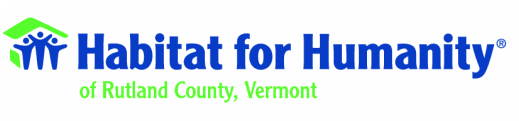 Habitat for Humanity®
of Rutland County, Vermont